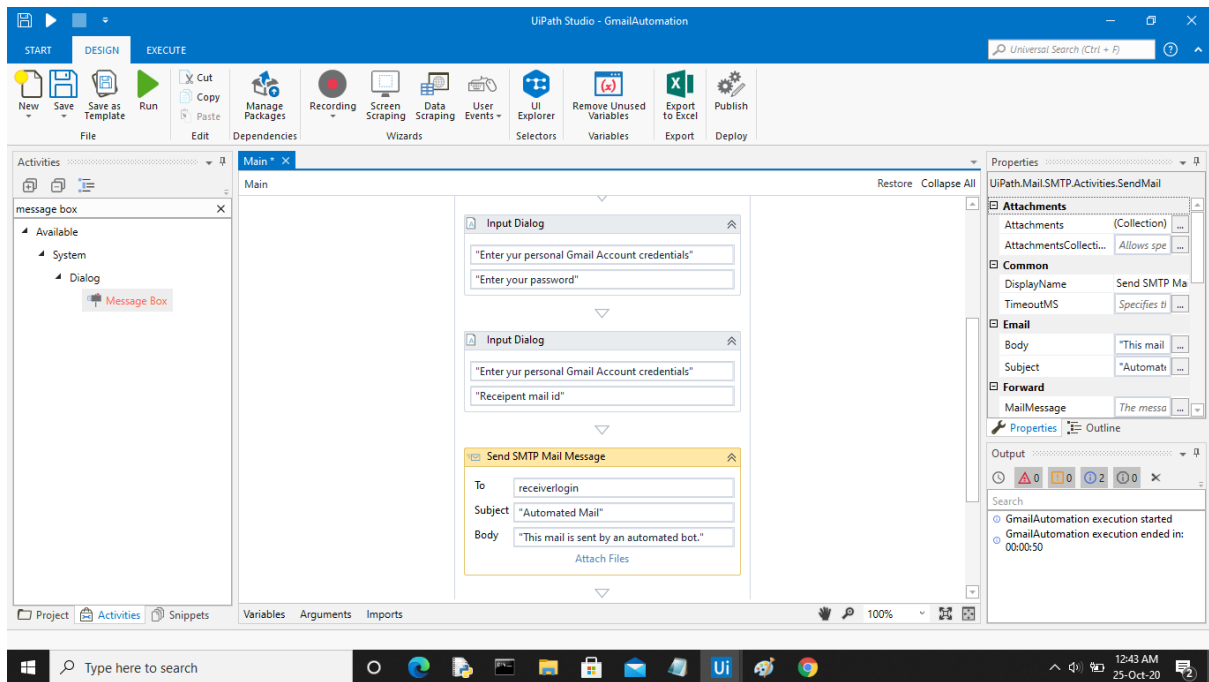 UiPath Studio - GmailAutomation
START DESIGN EXECUTE
Universal Search (Ctrl + F)
New Save Save as Template Run
File
Cut
Copy
Paste
Edit
Manage Packages
Dependencies
Recording Screen Scraping Data Scraping User Events
Wizards
UI Explorer
Selectors
Remove Unused Variables
Variables
Export to Excel
Export
Publish
Deploy
Activities
message box
Available
System
Dialog
Message Box
Project Activities Snippets
Main *
Main
Restore Collapse All
Input Dialog
"Enter yur personal Gmail Account credentials"
"Enter your password"
Input Dialog
"Enter yur personal Gmail Account credentials"
"Receipent mail id"
Send SMTP Mail Message
To receiverlogin
Subject "Automated Mail"
Body "This mail is sent by an automated bot."
Attach Files
Variables Arguments Imports
100%
Properties
UiPath.Mail.SMTP.Activities.SendMail
Attachments
Attachments (Collection) ...
AttachmentsCollecti... Allows spe ...
Common
DisplayName Send SMTP Ma
TimeoutMS Specifies tl ...
Email
Body "This mail ...
Subject "Automate ...
Forward
MailMessage The messa ...
Properties Outline
Output
0 0 2 0
Search
GmailAutomation execution started
GmailAutomation execution ended in:
00:00:50
Type here to search
Ui
12:43 AM
25-Oct-20
2